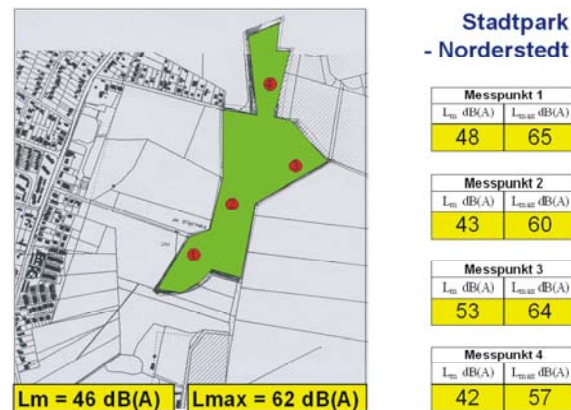 Stadtpark
- Norderstedt
Messpunkt 1
Lm dB(A) Lmax dB(A)
48 65
Messpunkt 2
Lm dB(A) Lmax dB(A)
43 60
Messpunkt 3
Lm dB(A) Lmax dB(A)
53 64
Messpunkt 4
Lm dB(A) Lmax dB(A)
42 57
1
2
Lm = 46 dB(A) Lmax = 62 dB(A)